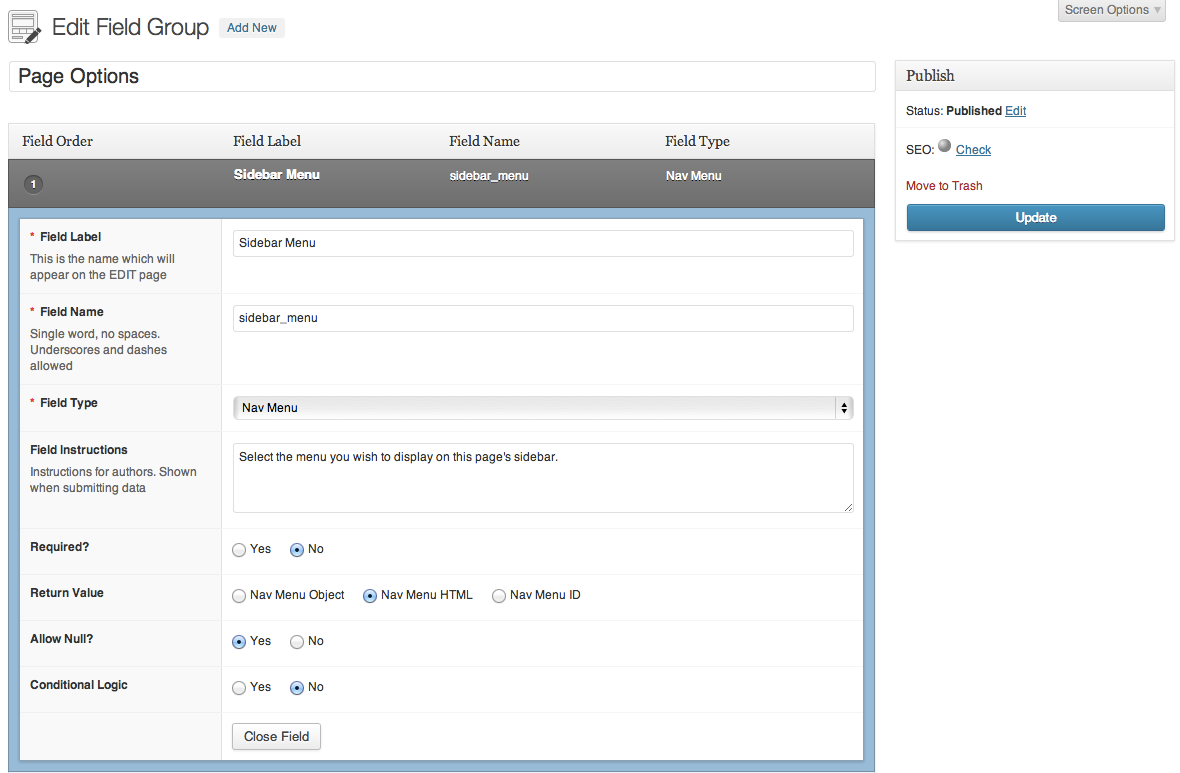 Screen Options
Edit Field Group Add New
Page Options
Field Order Field Label Field Name Field Type
1 Sidebar Menu sidebar_menu Nav Menu
* Field Label
This is the name which will
appear on the EDIT page
Sidebar Menu
* Field Name
Single word, no spaces.
Underscores and dashes
allowed
sidebar_menu
* Field Type
Nav Menu
Field Instructions
Instructions for authors. Shown
when submitting data
Select the menu you wish to display on this page's sidebar.
Required?
Yes No
Return Value
Nav Menu Object Nav Menu HTML Nav Menu ID
Allow Null?
Yes No
Conditional Logic
Yes No
Close Field
Publish
Status: Published Edit
SEO: Check
Move to Trash
Update